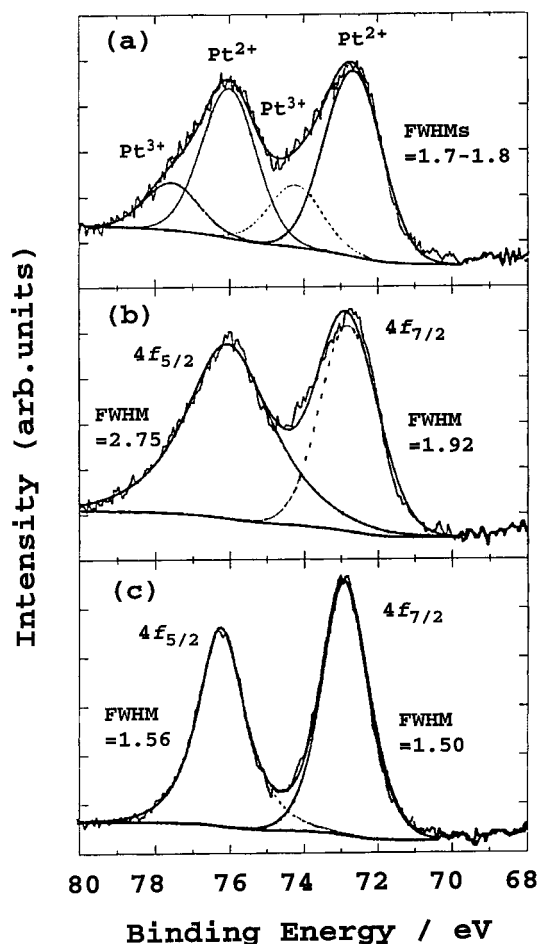 (a)
Pt2+
Pt2+
Pt3+
Pt3+
FWHMs
=1.7-1.8
(b)
4f5/2
4f7/2
FWHM
=2.75
FWHM
=1.92
(c)
4f5/2
4f7/2
FWHM
=1.56
FWHM
=1.50
Intensity (arb.units)
80 78 76 74 72 70 68
Binding Energy / eV